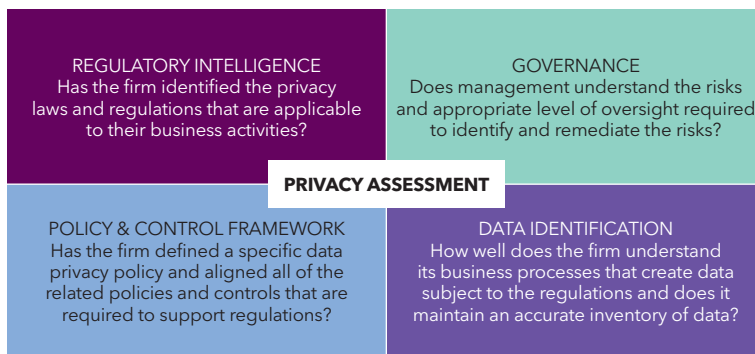 REGULATORY INTELLIGENCE
Has the firm identified the privacy
laws and regulations that are applicable
to their business activities?
GOVERNANCE
Does management understand the risks
and appropriate level of oversight required
to identify and remediate the risks?
PRIVACY ASSESSMENT
POLICY & CONTROL FRAMEWORK
Has the firm defined a specific data
privacy policy and aligned all of the
related policies and controls that are
required to support regulations?
DATA IDENTIFICATION
How well does the firm understand
its business processes that create data
subject to the regulations and does it
maintain an accurate inventory of data?